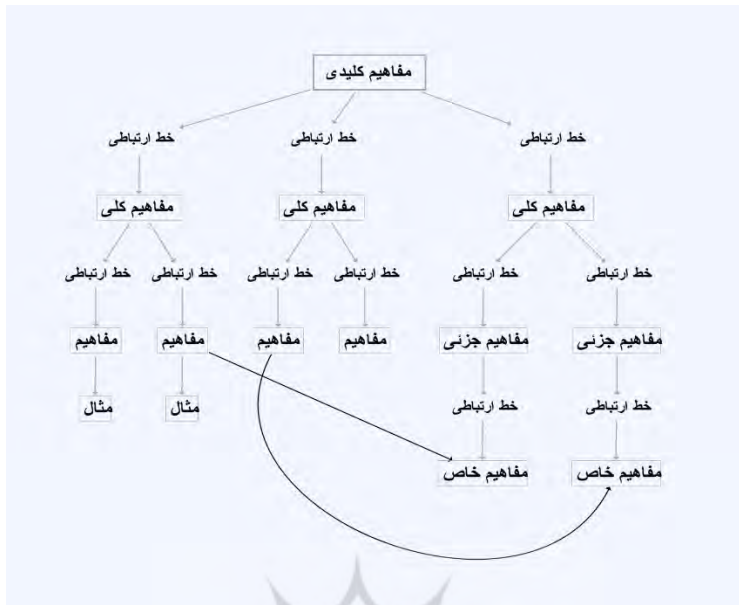 مفاهیم کلیدی
خط ارتباطی خط ارتباطی خط ارتباطی
مفاهیم کلی مفاهیم کلی مفاهیم کلی
خط ارتباطی خط ارتباطی خط ارتباطی خط ارتباطی خط ارتباطی خط ارتباطی
مفاهیم جزئی مفاهیم جزئی مفاهیم مفاهیم مفاهیم مفاهیم
خط ارتباطی خط ارتباطی مثال مثال
مفاهیم خاص مفاهیم خاص